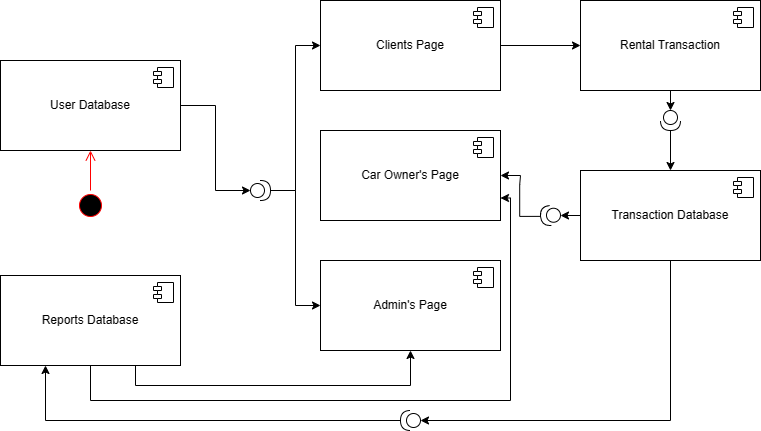 Clients Page
Rental Transaction
User Database
Car Owner's Page
Transaction Database
Admin's Page
Reports Database